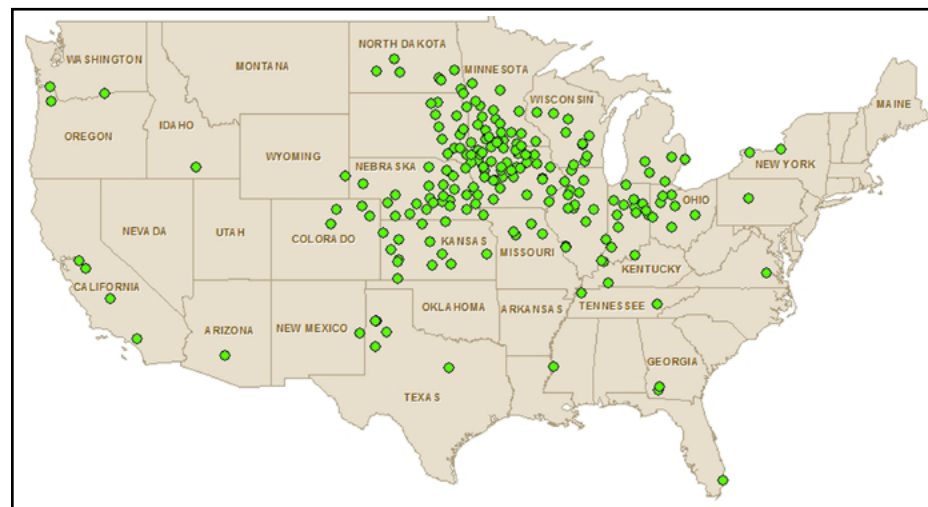 NORTH DAKOTA
WASHINGTON
MONTANA
MINNESOTA
WISCONSIN
MAINE
OREGON
IDAHO
WYOMING
NEBRASKA
NEW YORK
OHIO
NEVADA
UTAH
COLORADO
KANSAS
MISSOURI
KENTUCKY
CALIFORNIA
OKLAHOMA
ARKANSAS
TENNESSEE
ARIZONA
NEW MEXICO
GEORGIA
TEXAS